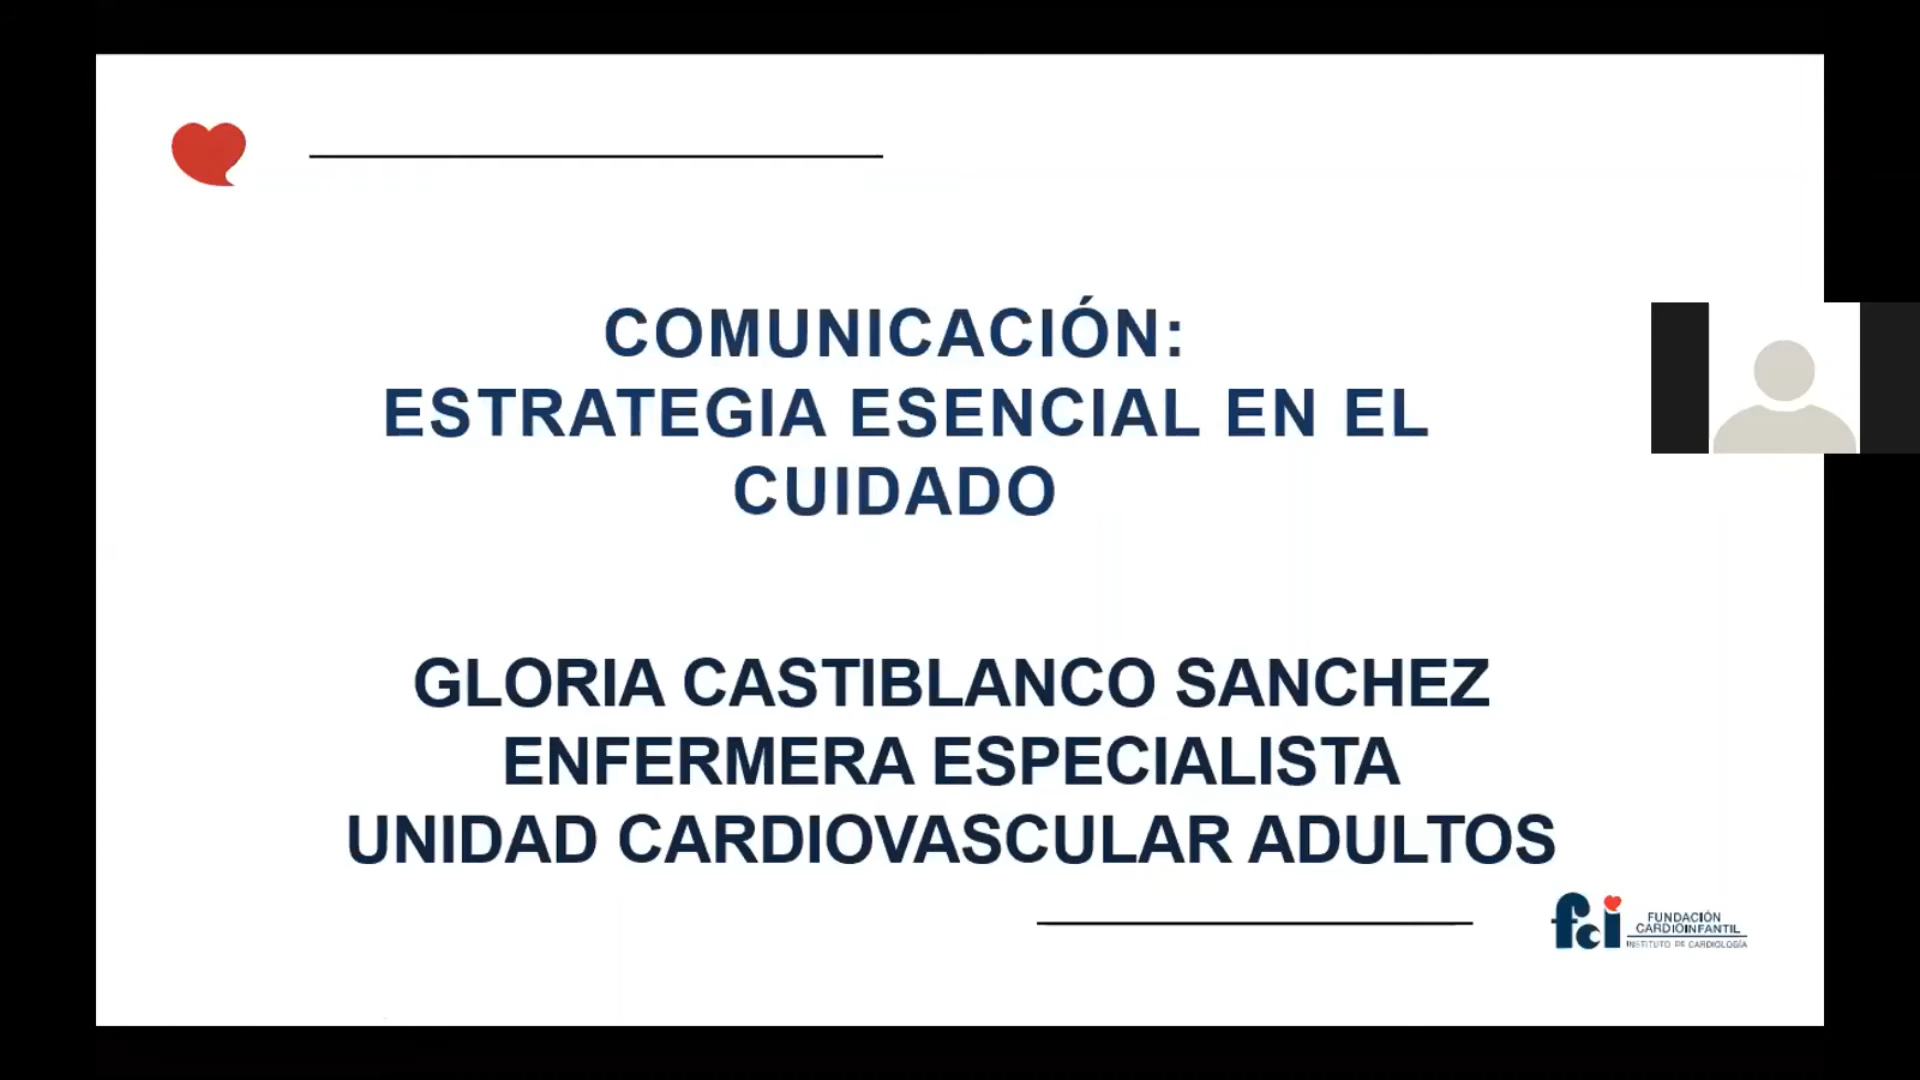 COMUNICACIÓN:
ESTRATEGIA ESENCIAL EN EL
CUIDADO
GLORIA CASTIBLANCO SANCHEZ
ENFERMERA ESPECIALISTA
UNIDAD CARDIOVASCULAR ADULTOS
fci
FUNDACIÓN
CARDIOINFANTIL
INSTITUTO DE CARDIOLOGÍA